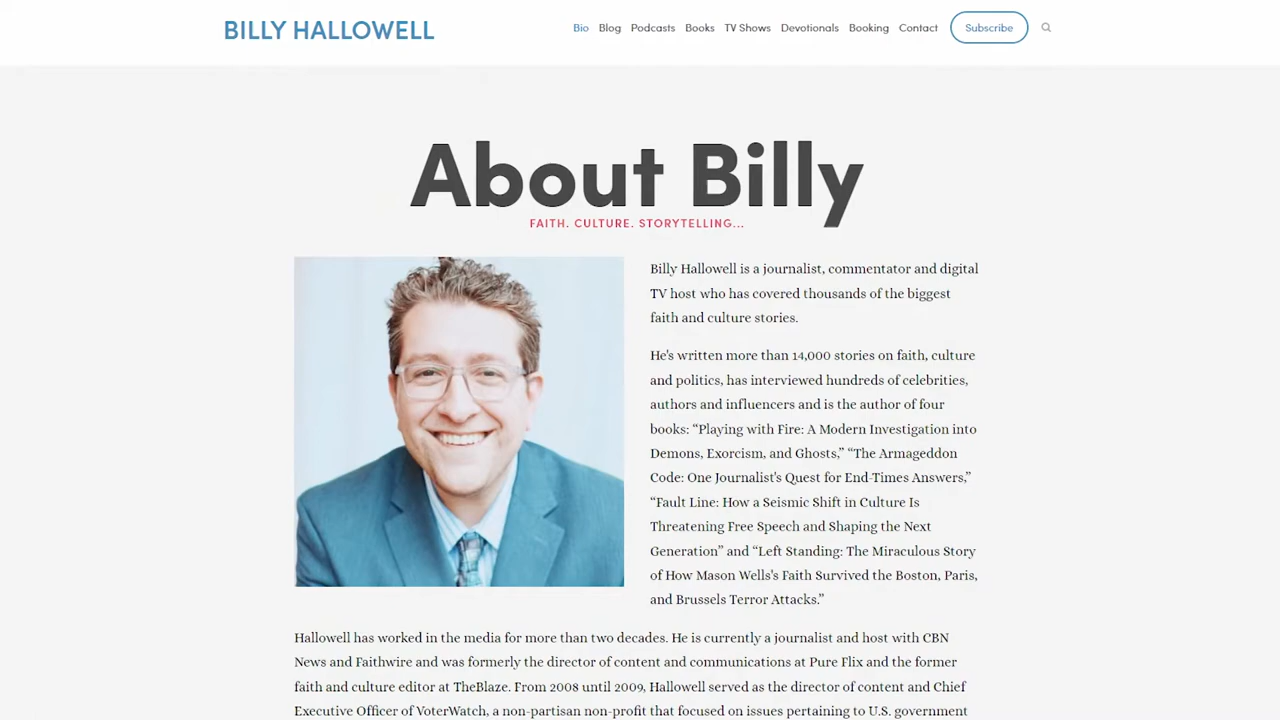 BILLY HALLOWELL
Bio Blog Podcasts Books TV Shows Devotionals Booking Contact Subscribe
About Billy
FAITH. CULTURE. STORYTELLING...
Billy Hallowell is a journalist, commentator and digital
TV host who has covered thousands of the biggest
faith and culture stories.
He's written more than 14,000 stories on faith, culture
and politics, has interviewed hundreds of celebrities,
authors and influencers and is the author of four
books: “Playing with Fire: A Modern Investigation into
Demons, Exorcism, and Ghosts,” “The Armageddon
Code: One Journalist's Quest for End-Times Answers,”
“Fault Line: How a Seismic Shift in Culture Is
Threatening Free Speech and Shaping the Next
Generation” and “Left Standing: The Miraculous Story
of How Mason Wells's Faith Survived the Boston, Paris,
and Brussels Terror Attacks.”
Hallowell has worked in the media for more than two decades. He is currently a journalist and host with CBN
News and Faithwire and was formerly the director of content and communications at Pure Flix and the former
faith and culture editor at TheBlaze. From 2008 until 2009, Hallowell served as the director of content and Chief
Executive Officer of VoterWatch, a non-partisan non-profit that focused on issues pertaining to U.S. government